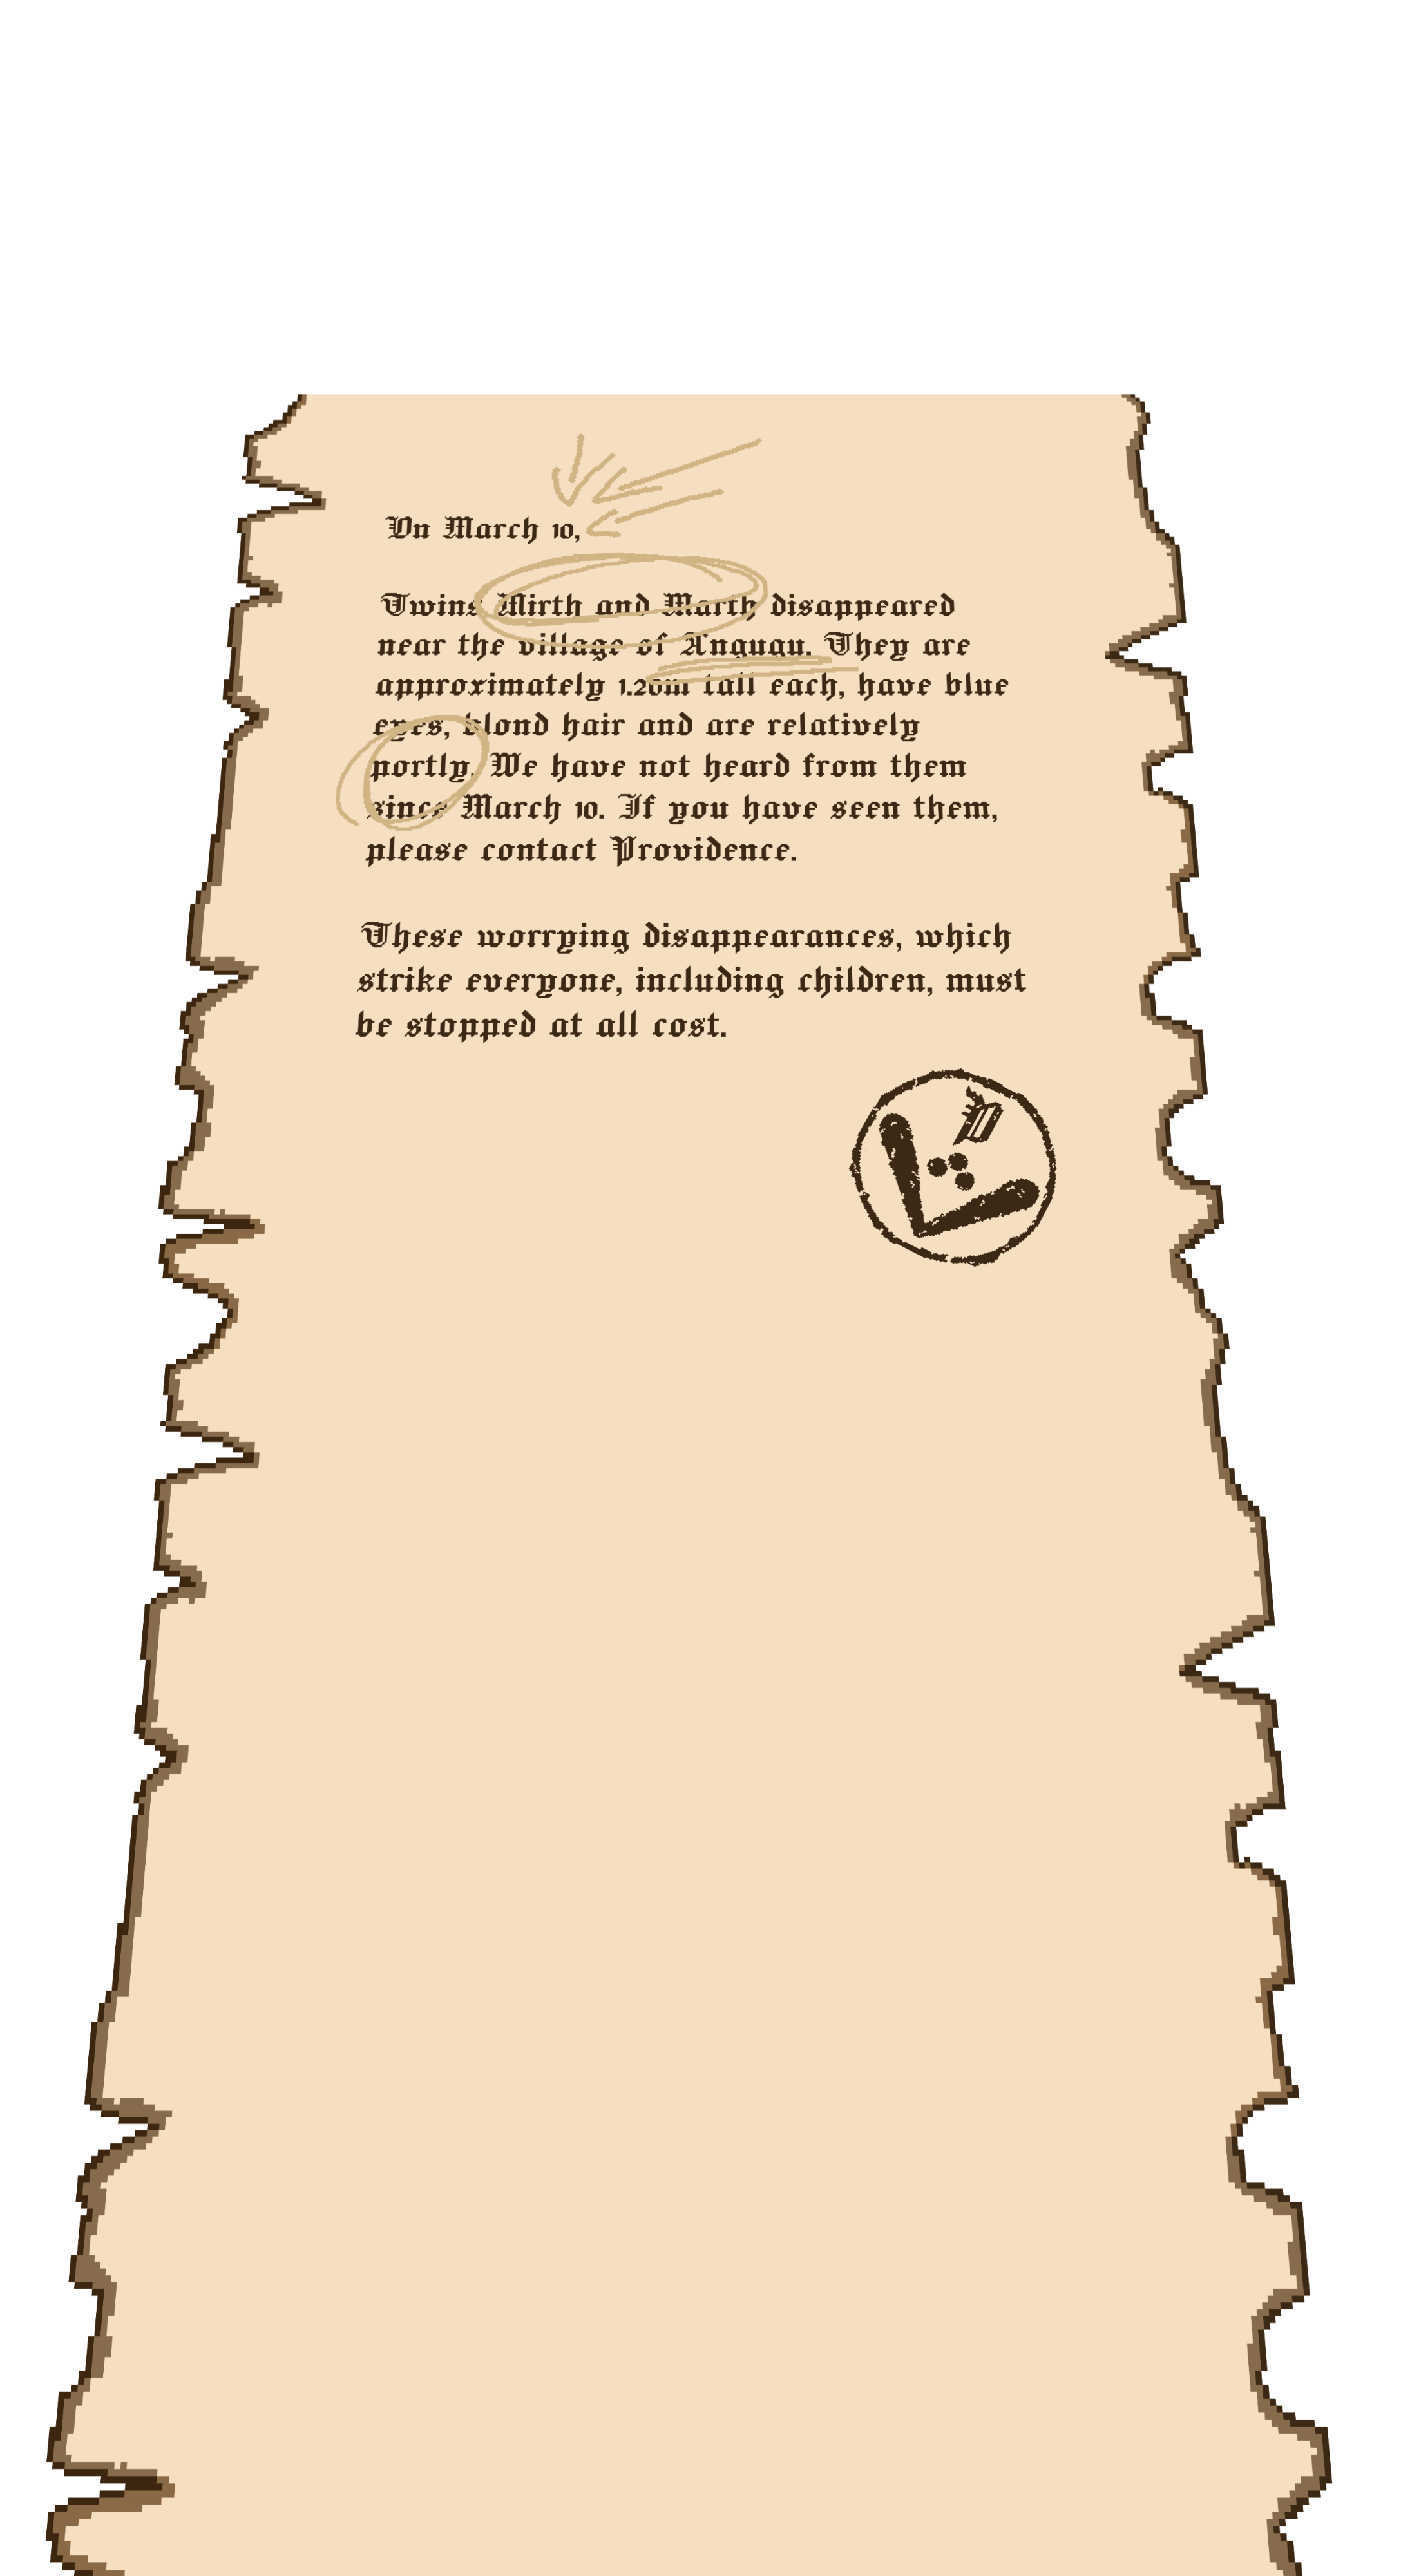 On March 10,
Twins Mirth and March disappeared
near the village of Angugu. They are
approximately 1.20m tall each, have blue
eyes, blond hair and are relatively
portly. We have not heard from them
since March 10. If you have seen them,
please contact Providence.
These worrying disappearances, which
strike everyone, including children, must
be stopped at all cost.